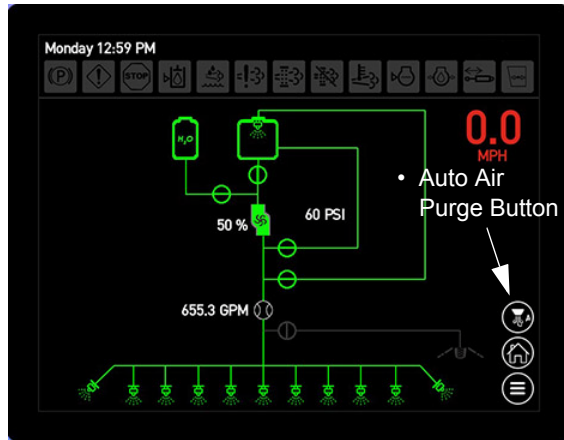 Monday 12:59 PM
(P)
STOP
0.0
MPH
H₂O
• Auto Air
Purge Button
60 PSI
50 %
655.3 GPM
A